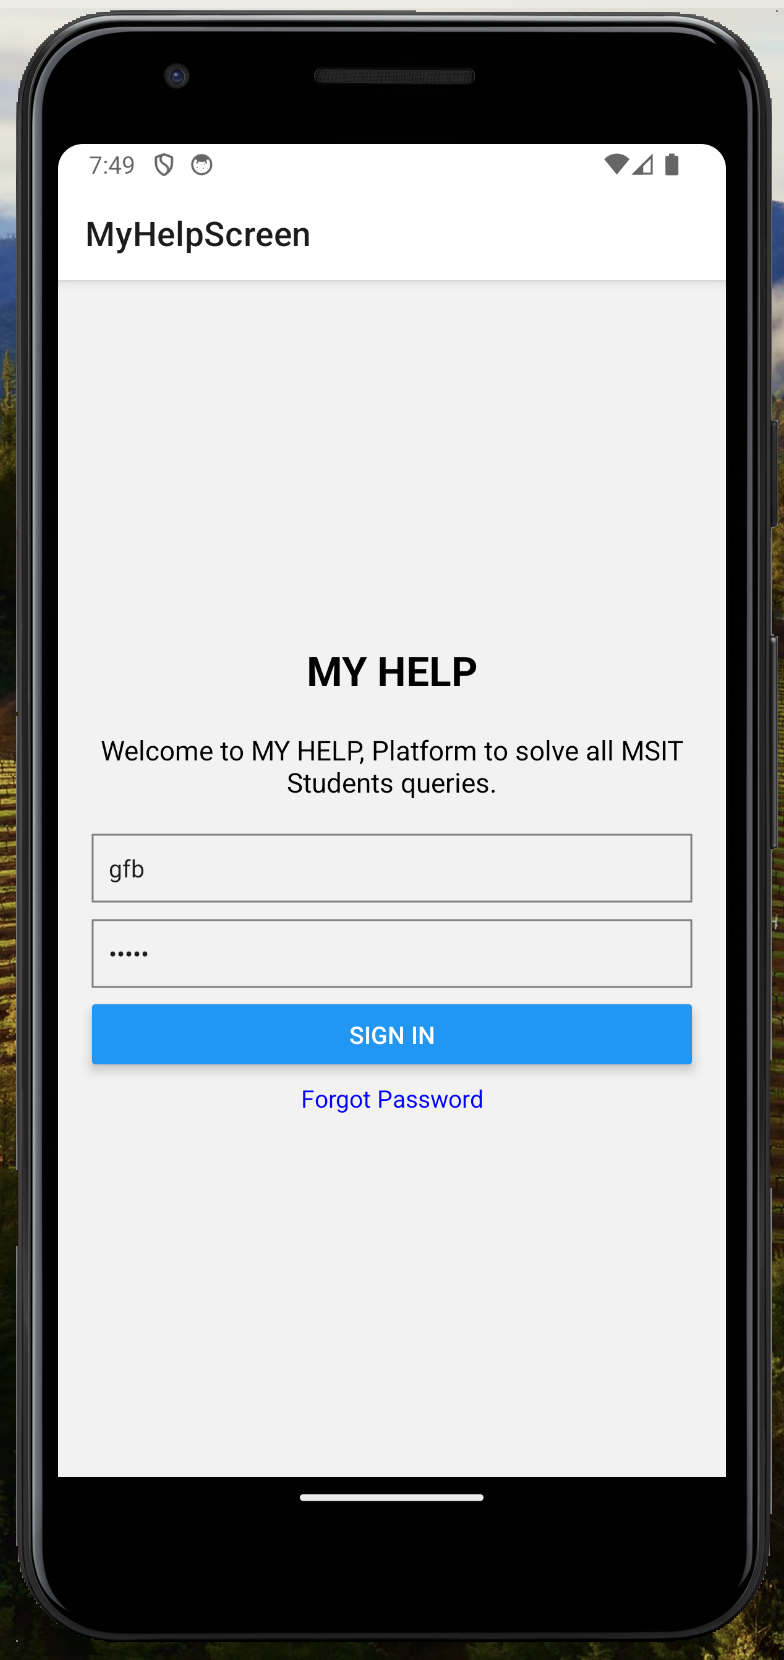 7:49
MyHelpScreen
MY HELP
Welcome to MY HELP, Platform to solve all MSIT
Students queries.
gfb
•••••
SIGN IN
Forgot Password